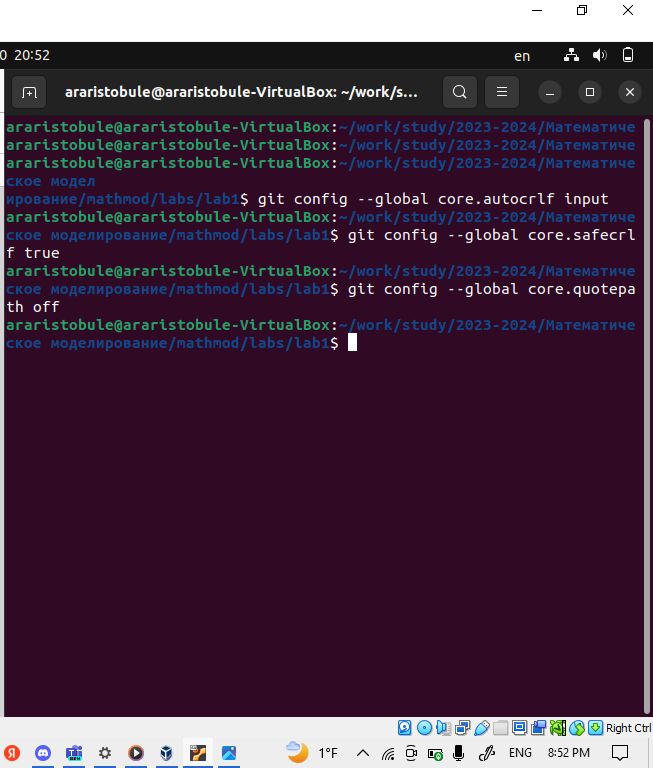 0 20:52
en
araristobule@araristobule-VirtualBox: ~/work/s...
araristobule@araristobule-VirtualBox:~/work/study/2023-2024/Математиче
araristobule@araristobule-VirtualBox:~/work/study/2023-2024/Математиче
araristobule@araristobule-VirtualBox:~/work/study/2023-2024/Математиче
ское модел
ирование/mathmod/labs/lab1$ git config --global core.autocrlf input
araristobule@araristobule-VirtualBox:~/work/study/2023-2024/Математиче
ское моделирование/mathmod/labs/lab1$ git config --global core.safecrl
f true
araristobule@araristobule-VirtualBox:~/work/study/2023-2024/Математиче
ское моделирование/mathmod/labs/lab1$ git config --global core.quotepa
th off
araristobule@araristobule-VirtualBox:~/work/study/2023-2024/Математиче
ское моделирование/mathmod/labs/lab1$
Right Ctrl
Я
NEW
1°F
ENG
8:52 PM